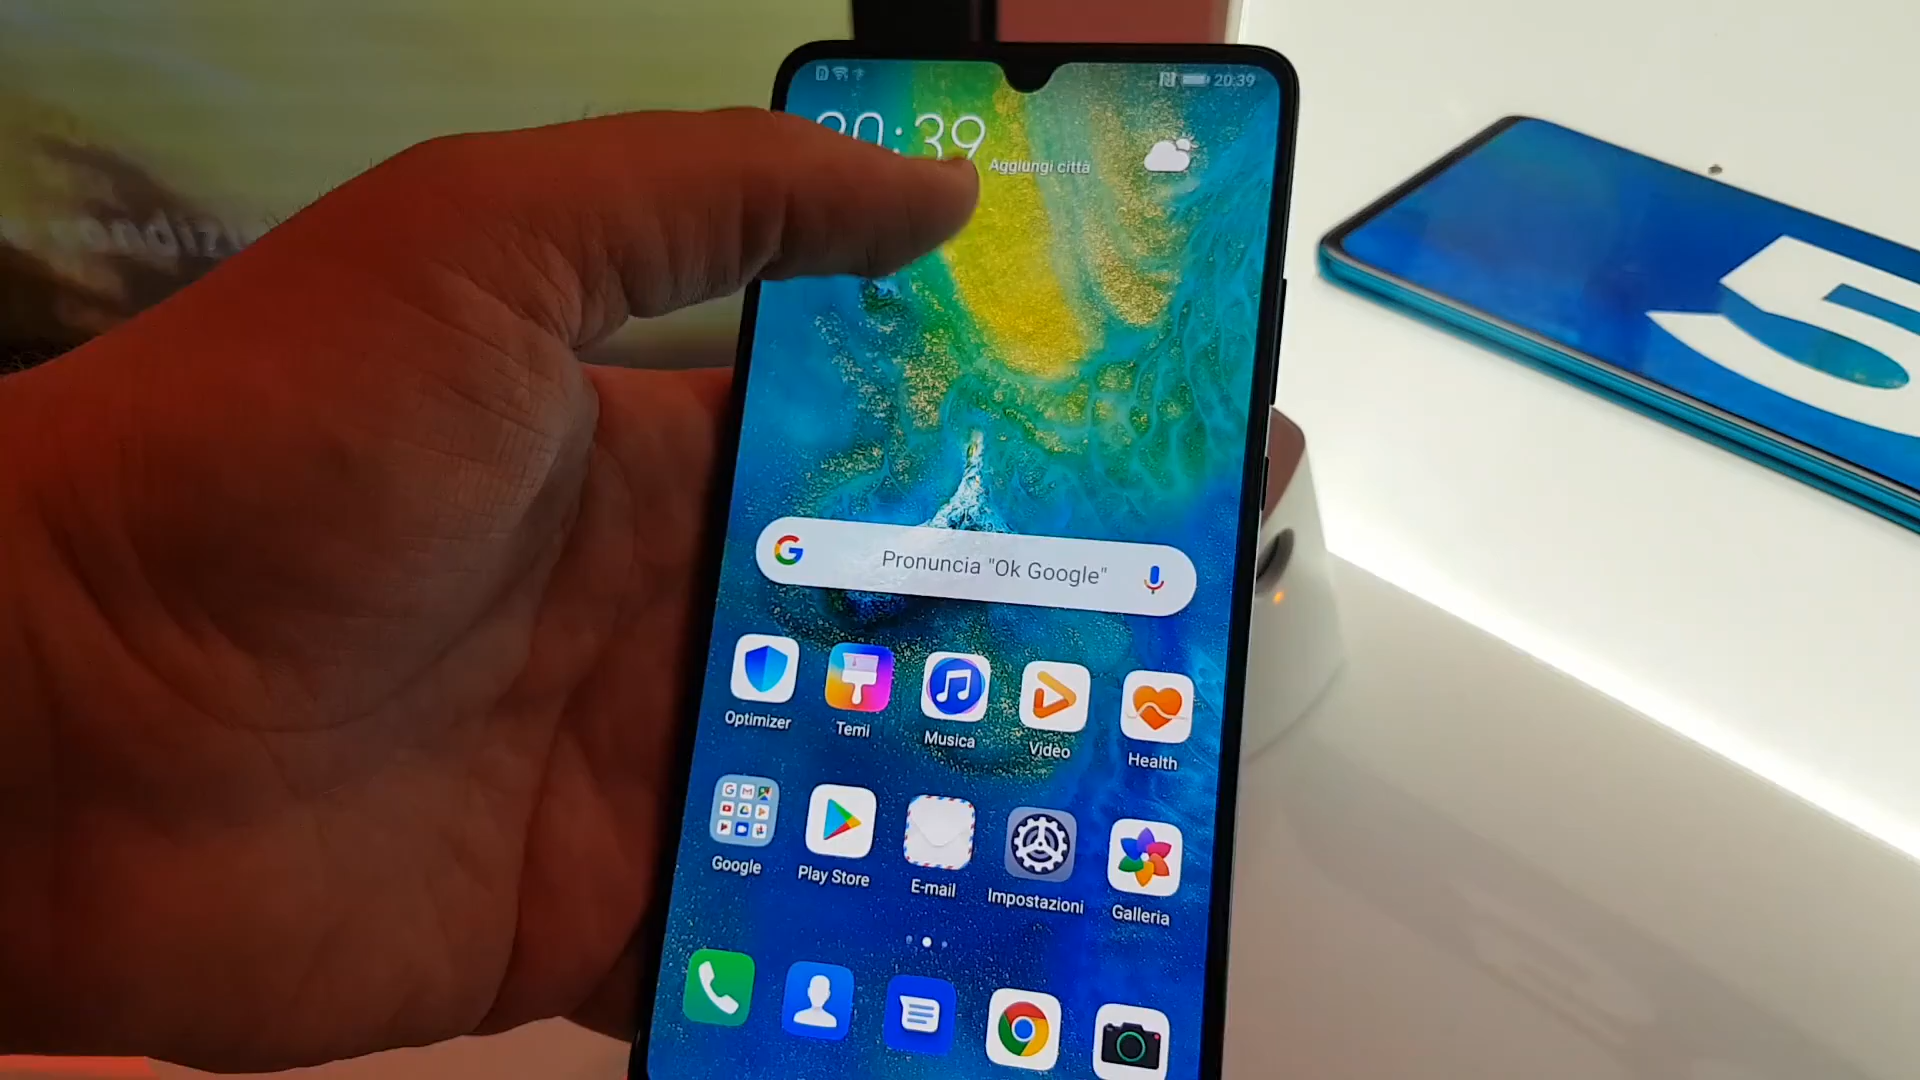 20:39
20:39
Aggiungi città
Pronuncia "Ok Google"
Optimizer
Temi
Musica
Video
Health
Google
Play Store
E-mail
Impostazioni
Galleria
5